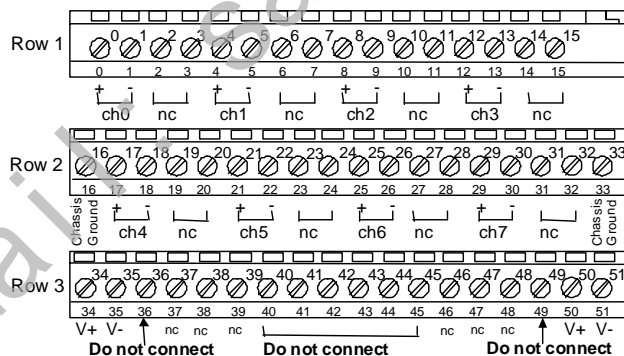 0 1 2 3 4 5 6 7 8 9 10 11 12 13 14 15
Row 1
0 1 2 3 4 5 6 7 8 9 10 11 12 13 14 15
+ - + - + - + -
ch0 nc ch1 nc ch2 nc ch3 nc
16 17 18 19 20 21 22 23 24 25 26 27 28 29 30 31 32 33
Row 2
16 17 18 19 20 21 22 23 24 25 26 27 28 29 30 31 32 33
Chassis Ground
+ - + - + - + -
ch4 nc ch5 nc ch6 nc ch7 nc
Chassis Ground
34 35 36 37 38 39 40 41 42 43 44 45 46 47 48 49 50 51
Row 3
34 35 36 37 38 39 40 41 42 43 44 45 46 47 48 49 50 51
V+ V- nc nc nc nc nc nc V+ V-
Do not connect Do not connect Do not connect